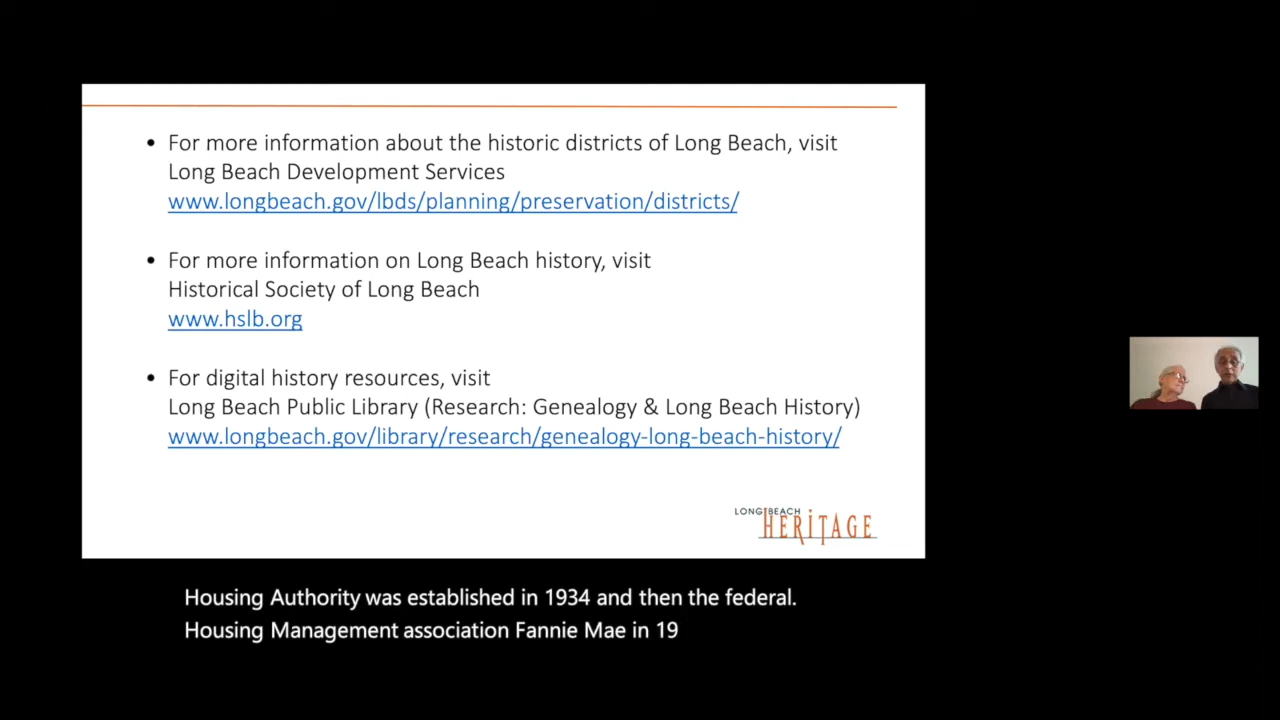 • For more information about the historic districts of Long Beach, visit
Long Beach Development Services
www.longbeach.gov/lbds/planning/preservation/districts/
• For more information on Long Beach history, visit
Historical Society of Long Beach
www.hslb.org
• For digital history resources, visit
Long Beach Public Library (Research: Genealogy & Long Beach History)
www.longbeach.gov/library/research/genealogy-long-beach-history/
LONG BEACH
HERITAGE
Housing Authority was established in 1934 and then the federal.
Housing Management association Fannie Mae in 19